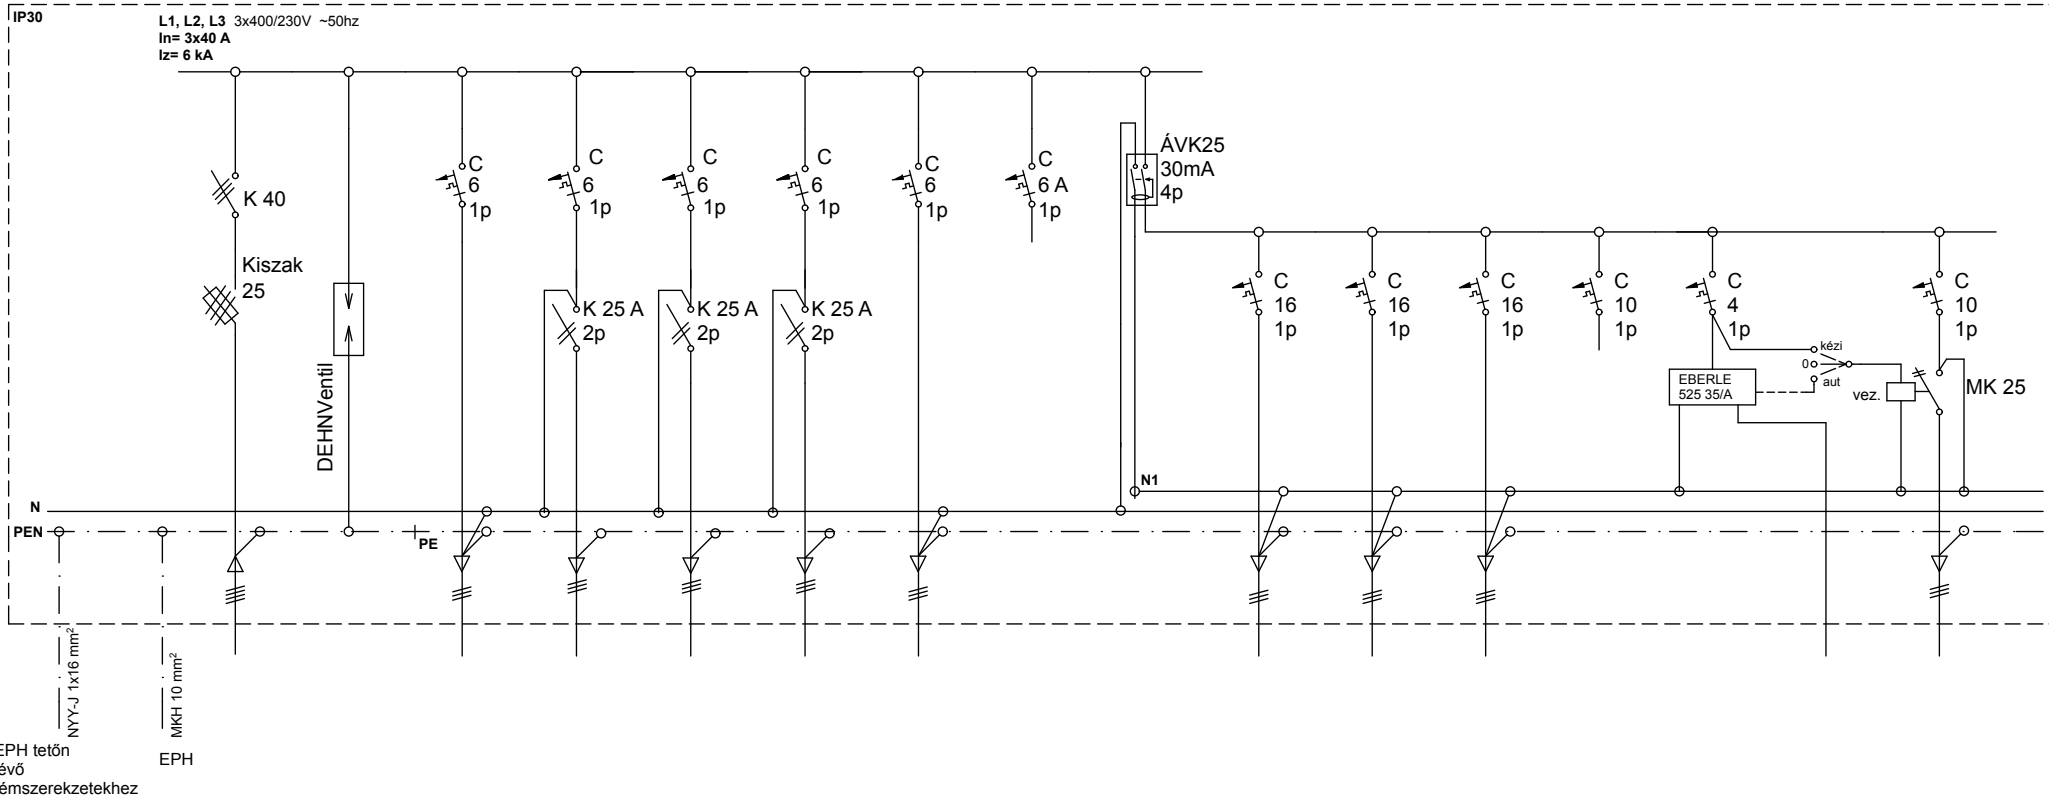 IP30
L1, L2, L3 3x400/230V ~50hz
In= 3x40 A
Iz= 6 kA
K 40
Kiszak
25
DEHNVentil
C
6
1p
C
6
1p
K 25 A
2p
C
6
1p
K 25 A
2p
C
6
1p
K 25 A
2p
C
6
1p
C
6 A
1p
ÁVK25
30mA
4p
C
16
1p
C
16
1p
C
16
1p
C
10
1p
C
4
1p
C
10
1p
kézi
0
aut
EBERLE
525 35/A
vez.
MK 25
N1
N
PEN
PE
NYY-J 1x16 mm²
MKH 10 mm²
EPH tetőn
évő
émszerekzetekhez
EPH